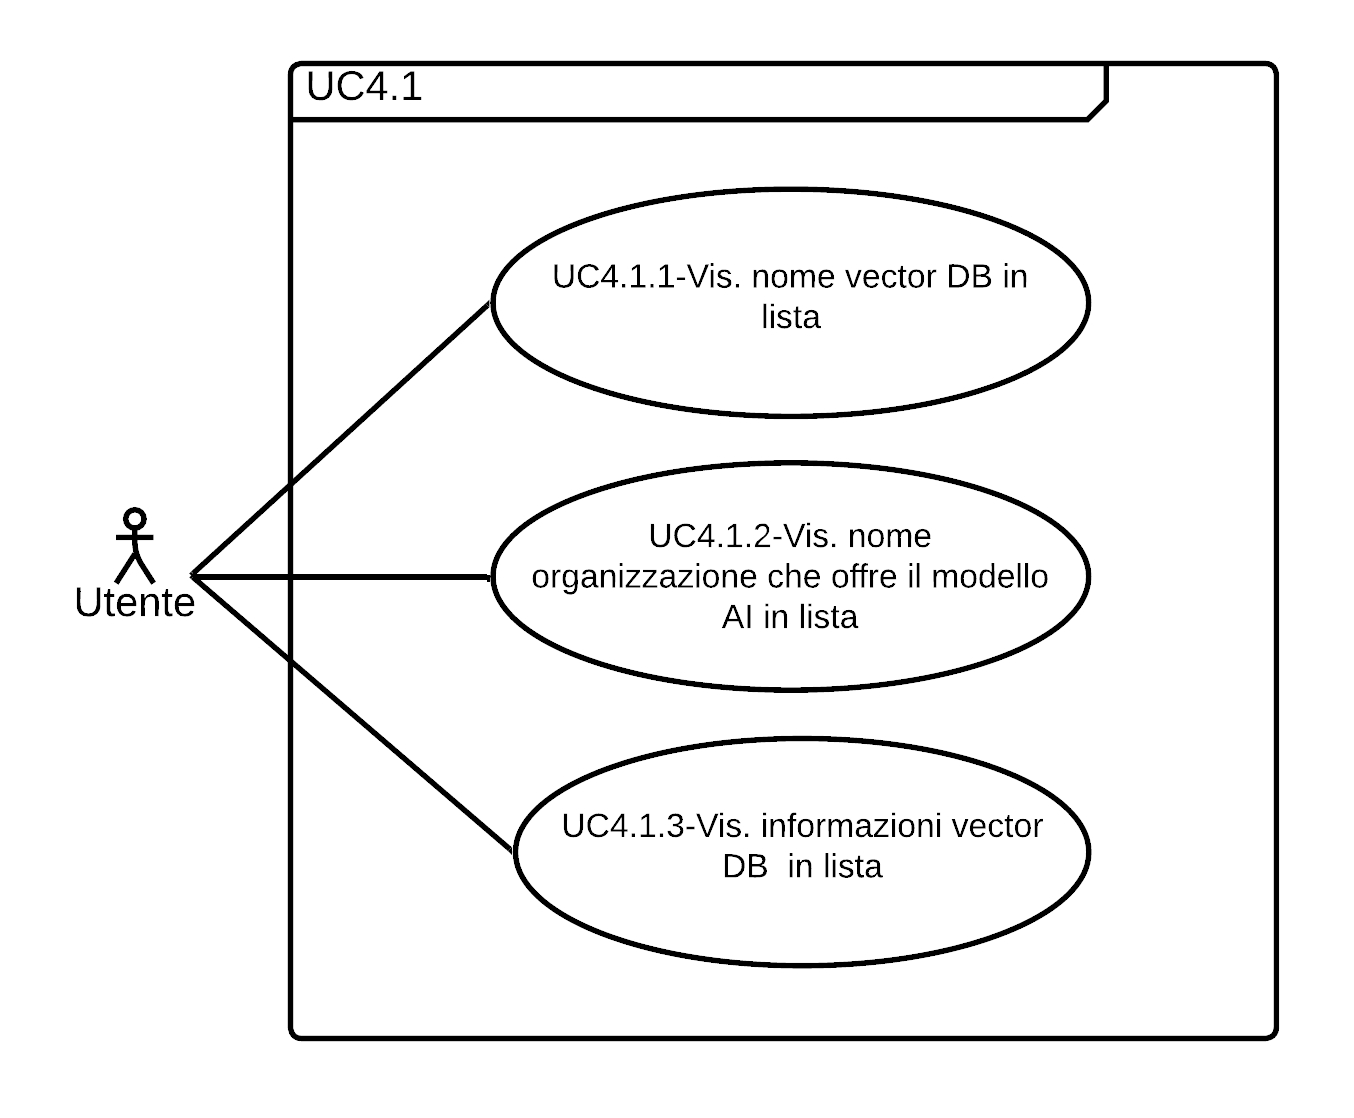 UC4.1
UC4.1.1-Vis. nome vector DB in
lista
UC4.1.2-Vis. nome
organizzazione che offre il modello
AI in lista
Utente
UC4.1.3-Vis. informazioni vector
DB  in lista